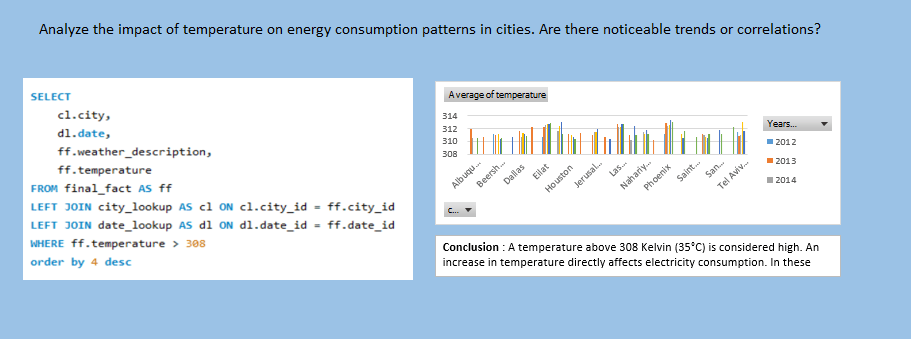 Analyze the impact of temperature on energy consumption patterns in cities. Are there noticeable trends or correlations?
SELECT
cl.city,
dl.date,
ff.weather_description,
ff.temperature
FROM final_fact AS ff
LEFT JOIN city_lookup AS cl ON cl.city_id = ff.city_id
LEFT JOIN date_lookup AS dl ON dl.date_id = ff.date_id
WHERE ff.temperature > 308
order by 4 desc
Average of temperature
314
312
310
308
Albuqu...
Beersh...
Dallas
Eilat
Houston
Jerusal...
Las...
Nahariy...
Phoenix
Saint...
San...
Tel Aviv...
Years...
2012
2013
2014
C...
Conclusion : A temperature above 308 Kelvin (35°C) is considered high. An
increase in temperature directly affects electricity consumption. In these